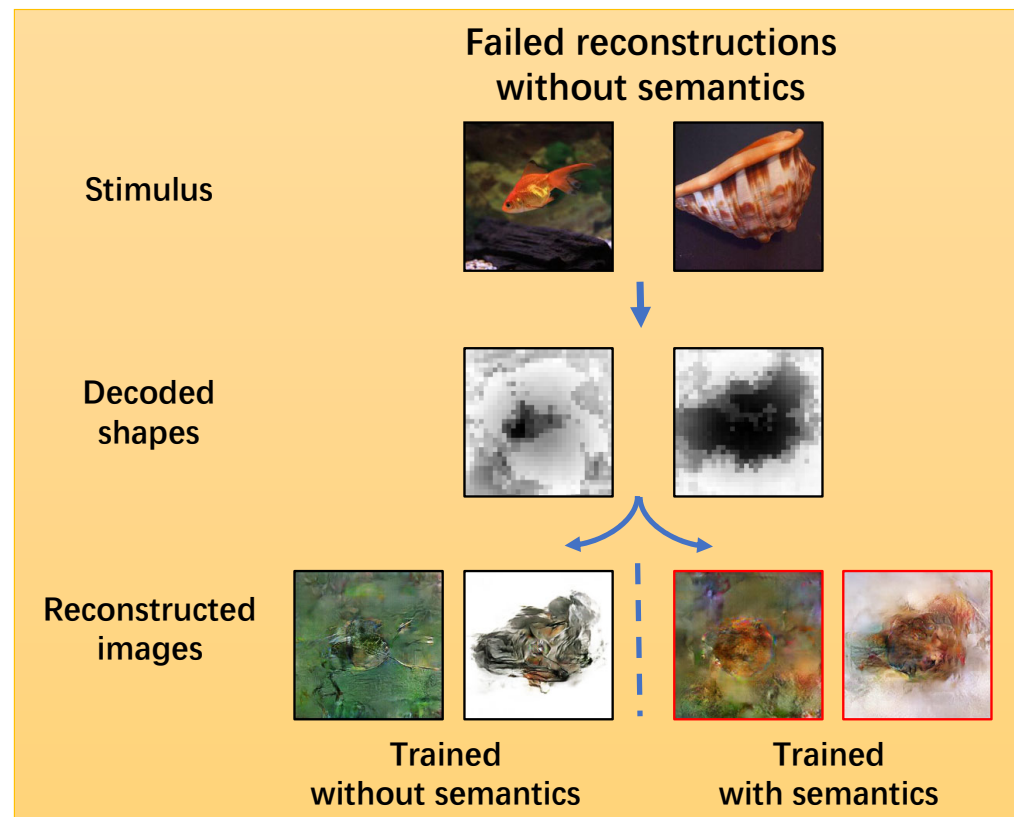 Failed reconstructions
without semantics
Stimulus
Decoded
shapes
Reconstructed
images
Trained
without semantics
Trained
with semantics